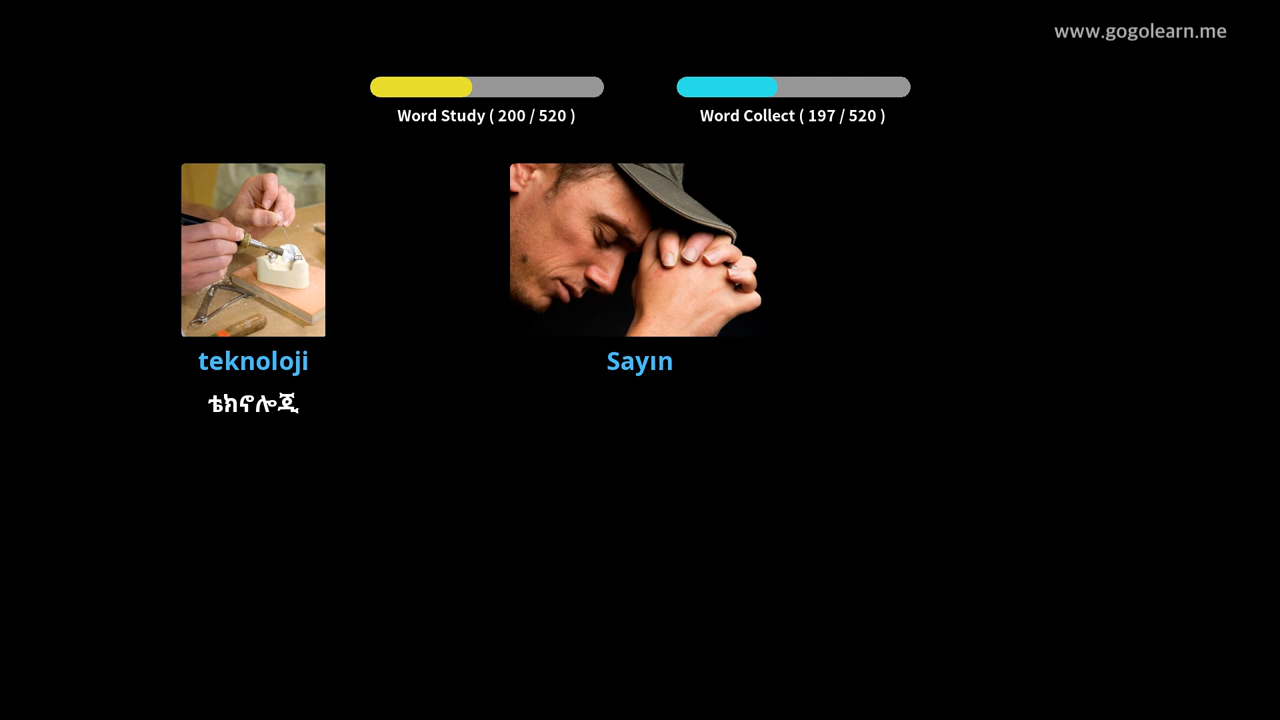 www.gogolearn.me
Word Study ( 200 / 520 )
Word Collect ( 197 / 520 )
teknoloji
ቴክኖሎጂ
Sayın